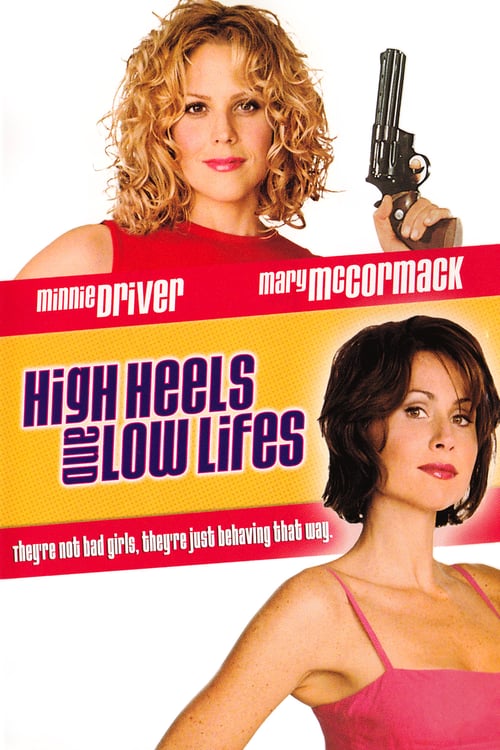 Minnie DRIVER
Mary McCORMACK
High Heels
and Low Lifes
They're not bad girls, they're just behaving that way.